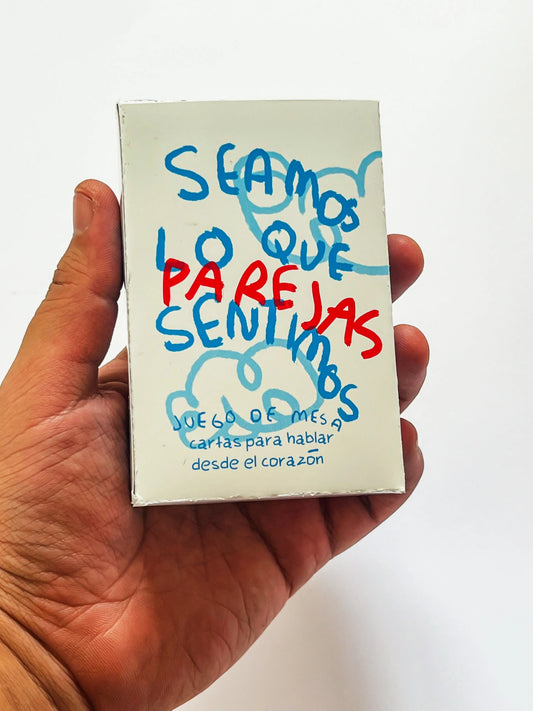 SEAMOS
LO QUE
PAREJAS
SENTIMOS
JUEGO DE MESA
cartas para hablar
desde el corazón